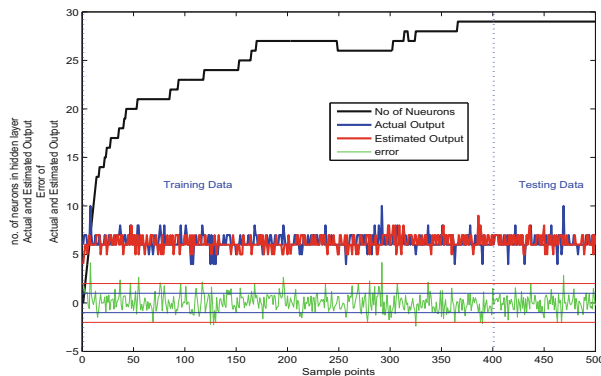 30
25
20
15
10
5
0
−5
0
50
100
150
200
250
300
350
400
450
500
Sample points
no. of neurons in hidden layer
Actual and Estimated Output
Error of
Actual and Estimated Output
No of Nueurons
Actual Output
Estimated Output
error
Training Data
Testing Data